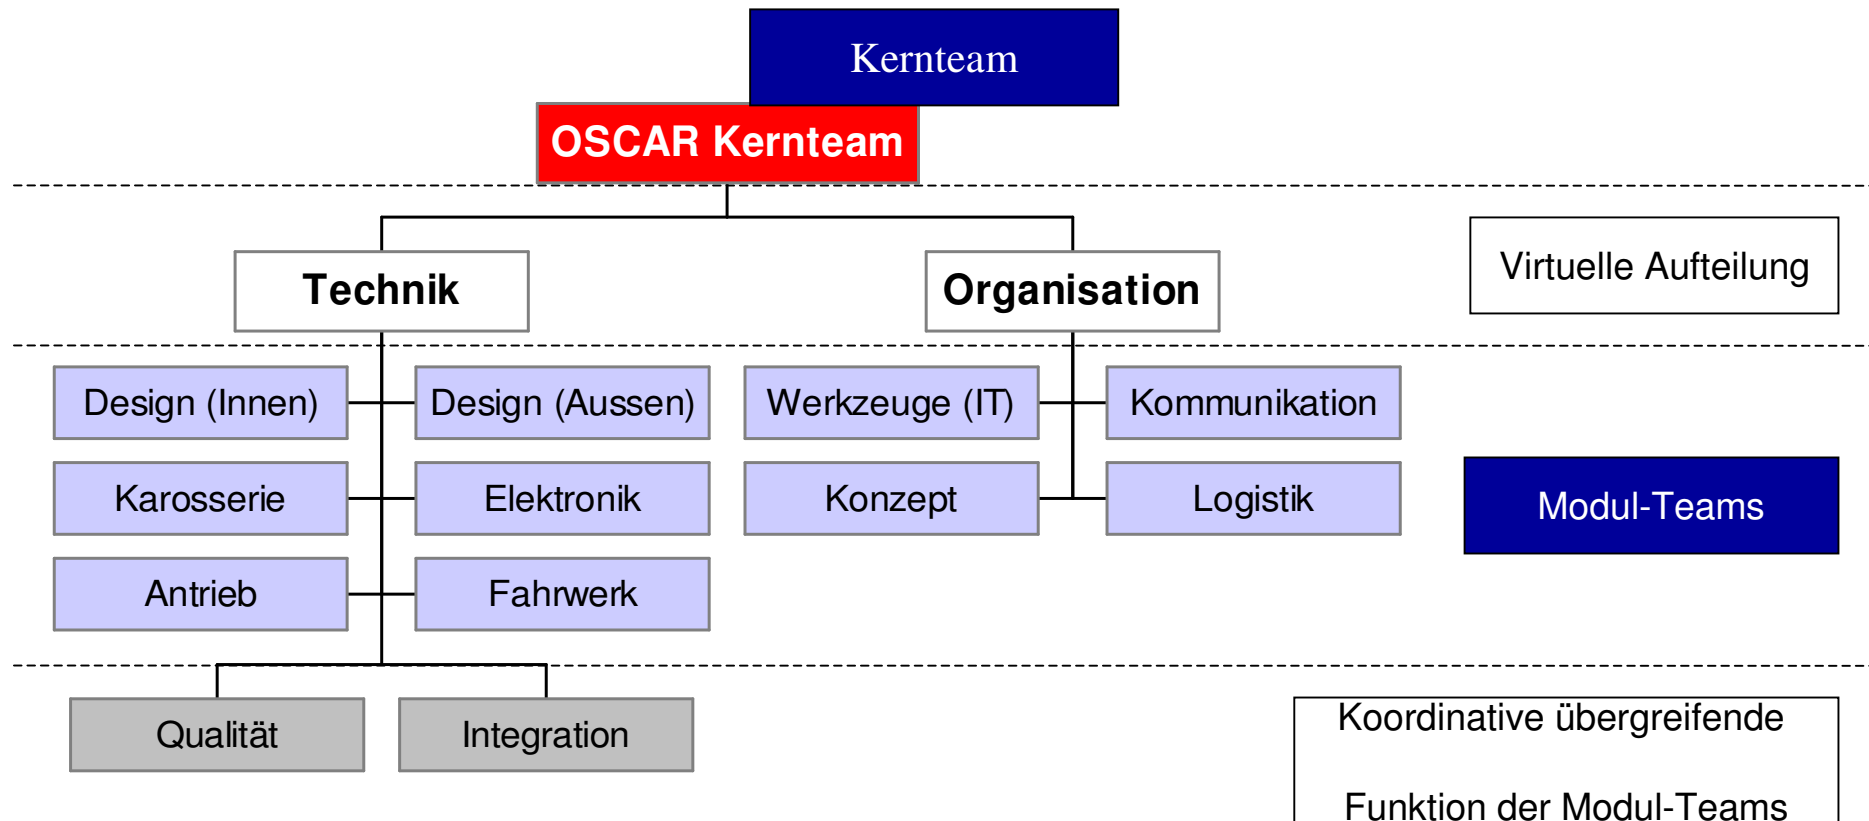 Kernteam
OSCAR Kernteam
Technik
Organisation
Virtuelle Aufteilung
Design (Innen)
Design (Aussen)
Werkzeuge (IT)
Kommunikation
Karosserie
Elektronik
Konzept
Logistik
Modul-Teams
Antrieb
Fahrwerk
Qualität
Integration
Koordinative übergreifende
Funktion der Modul-Teams